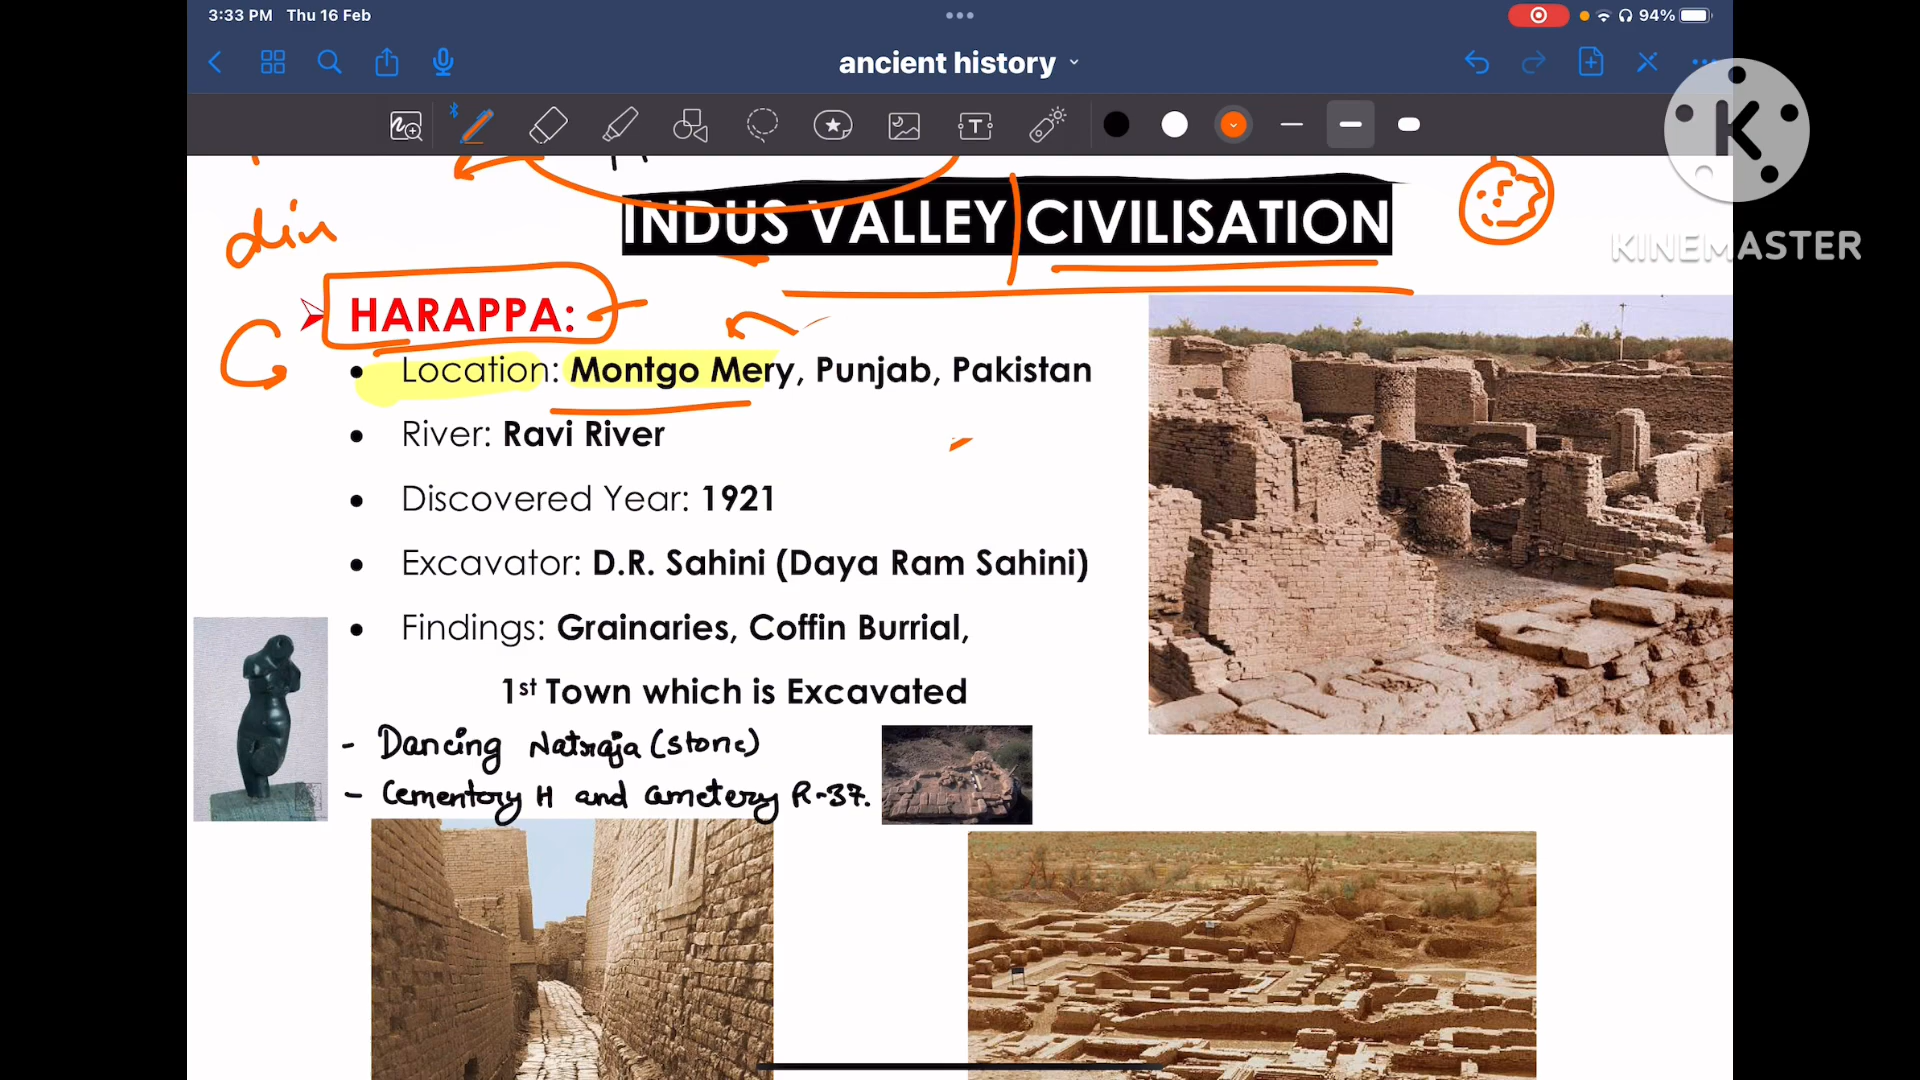 3:33 PM Thu 16 Feb
94%
ancient history
KINEMASTER
INDUS VALLEY CIVILISATION
din
HARAPPA:
Location: Montgo Mery, Punjab, Pakistan
River: Ravi River
Discovered Year: 1921
Excavator: D.R. Sahini (Daya Ram Sahini)
Findings: Grainaries, Coffin Burrial,
1st Town which is Excavated
- Dancing Natraja (stone)
- Cementory H and Cametery R-37.